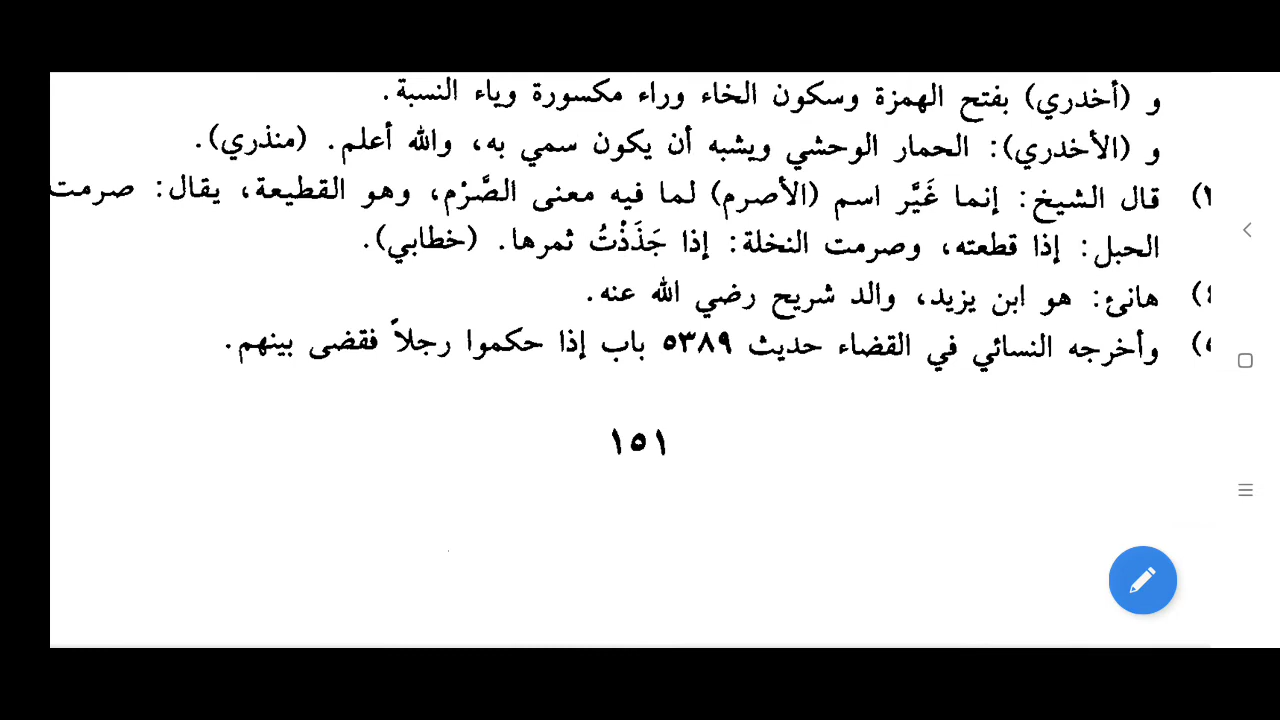 و (أخدري) بفتح الهمزة وسكون الخاء وراء مكسورة وياء النسبة.
و (الأخدري): الحمار الوحشي ويشبه أن يكون سمي به، والله أعلم. (منذري).
قال الشيخ: إنما غَيَّر اسم (الأصرم) لما فيه معنى الصَّرْم، وهو القطيعة، يقال: صرمت
الحبل: إذا قطعته، وصرمت النخلة: إذا جَذَذْتُ ثمرها. (خطابي).
هانئ: هو ابن يزيد، والد شريح رضي الله عنه.
وأخرجه النسائي في القضاء حديث ٥٣٨٩ باب إذا حكموا رجلاً فقضى بينهم.
١٥١